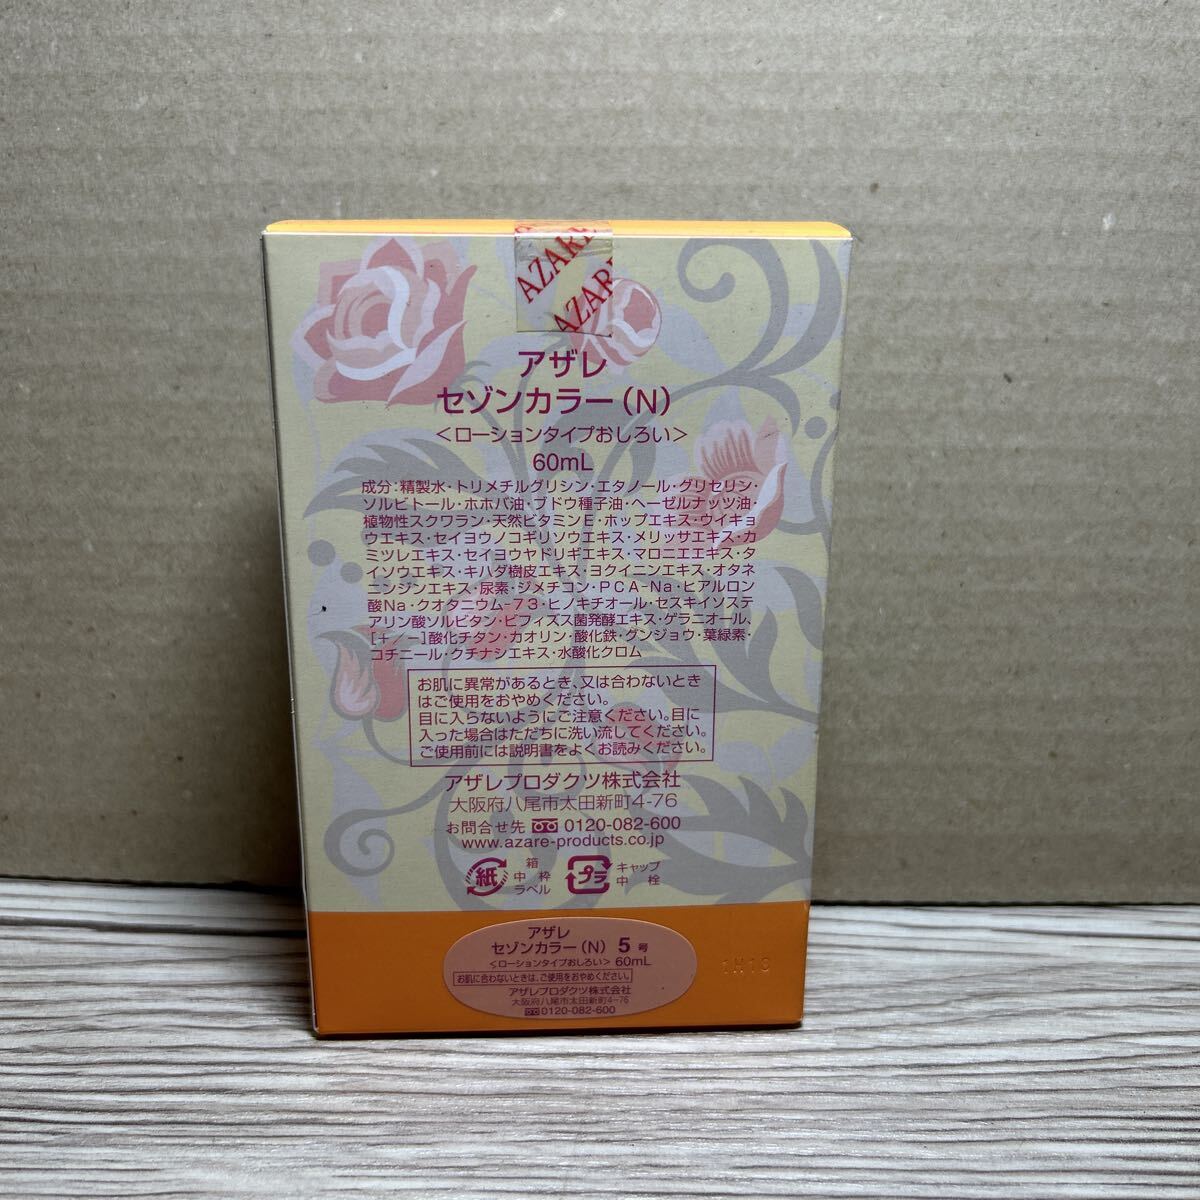 AZARE
AZARE
アザレ
セゾンカラー(N)
<ローションタイプおしろい>
60mL
成分:精製水・トリメチルグリシン・エタノール・グリセリン・
ソルビトール・ホホバ油・ブドウ種子油・ヘーゼルナッツ油・
植物性スクワラン・天然ビタミンE・ホップエキス・ウイキョ
ウエキス・セイヨウノコギリソウエキス・メリッサエキス・カ
ミツレエキス・セイヨウヤドリギエキス・マロニエエキス・タ
イソウエキス・キハダ樹皮エキス・ヨクイニンエキス・オタネ
ニンジンエキス・尿素・ジメチコン・PCA-Na・ヒアルロン
酸Na・クオタニウム-73・ヒノキチオール・セスキイソステ
アリン酸ソルビタン・ビフィズス菌発酵エキス・ゲラニオール、
[+/-]酸化チタン・カオリン・酸化鉄・グンジョウ・葉緑素・
コチニール・クチナシエキス・水酸化クロム
お肌に異常があるとき、又は合わないとき
はご使用をおやめください。
目に入らないようにご注意ください。目に
入った場合はただちに洗い流してください。
ご使用前には説明書をよくお読みください。
アザレプロダクツ株式会社
大阪府八尾市太田新町4-76
お問合せ先 0120-082-600
www.azare-products.co.jp
紙 箱 中枠 ラベル
プラ キャップ 中栓
アザレ
セゾンカラー(N) 5号
<ローションタイプおしろい> 60mL
お肌に合わないときは、ご使用をおやめください。
アザレプロダクツ株式会社
大阪府八尾市太田新町4-76
0120-082-600